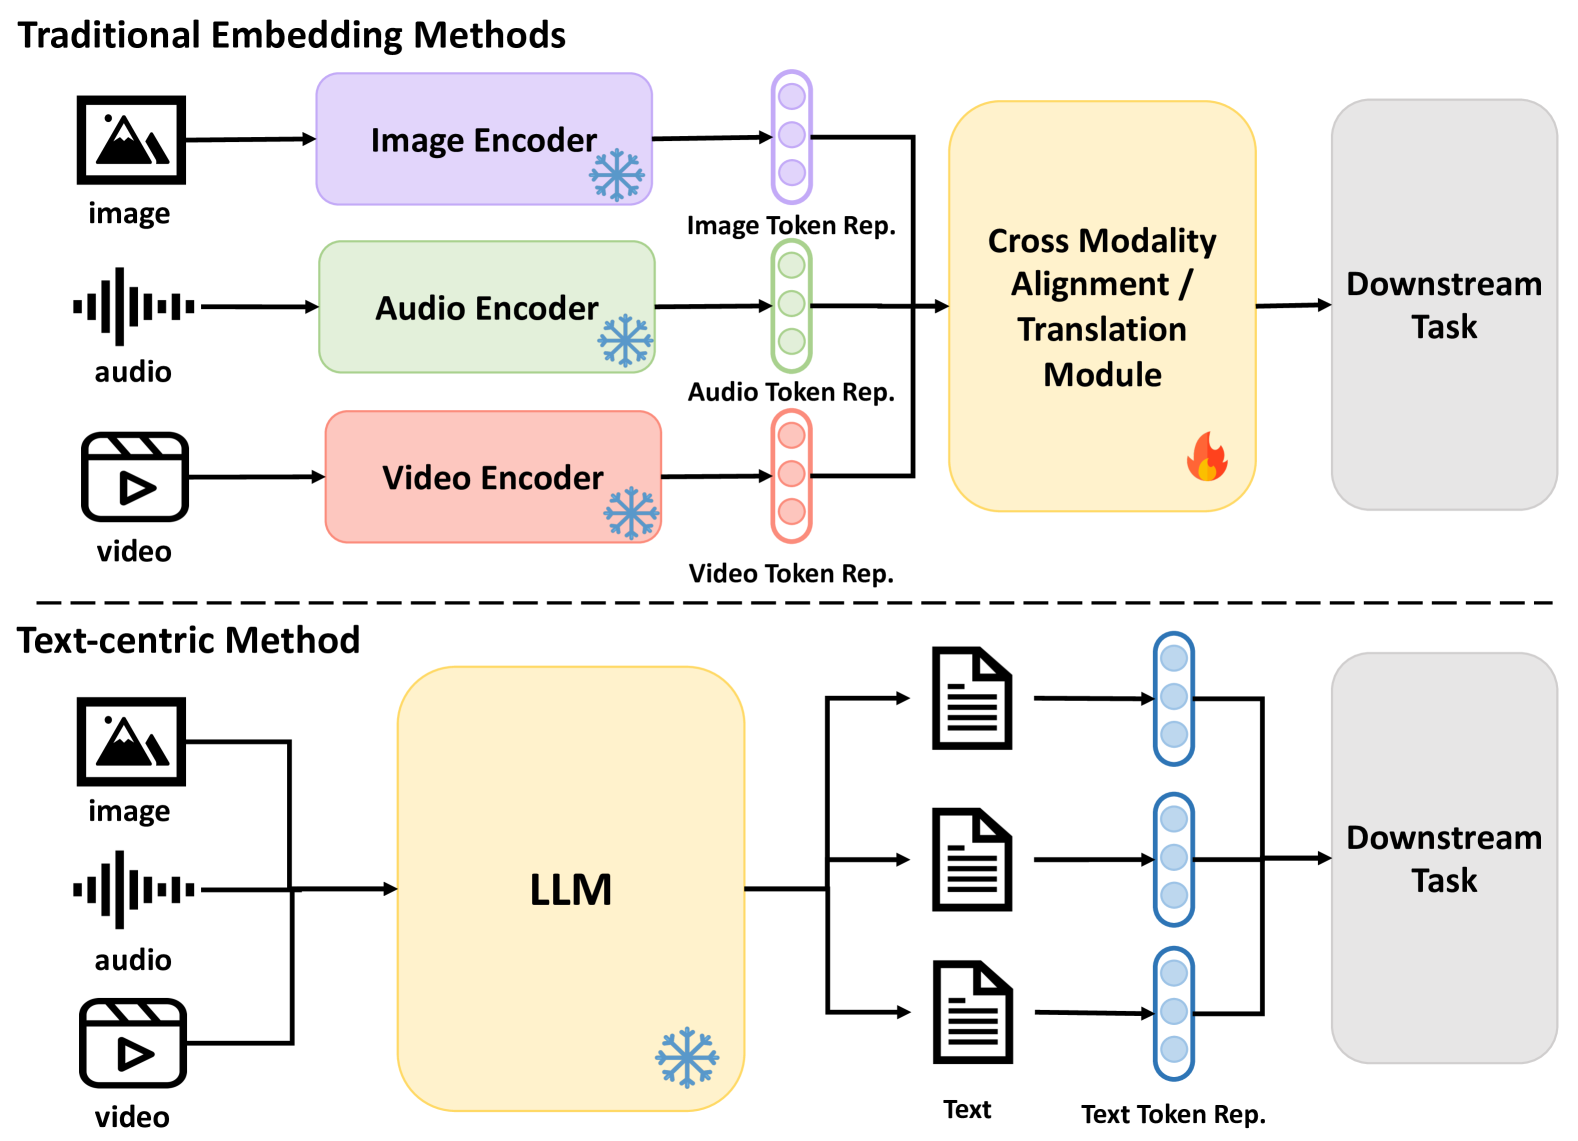 Traditional Embedding Methods
image
Image Encoder
Image Token Rep.
audio
Audio Encoder
Audio Token Rep.
video
Video Encoder
Video Token Rep.
Cross Modality
Alignment /
Translation
Module
Downstream
Task
Text-centric Method
image
audio
video
LLM
Text
Text Token Rep.
Downstream
Task